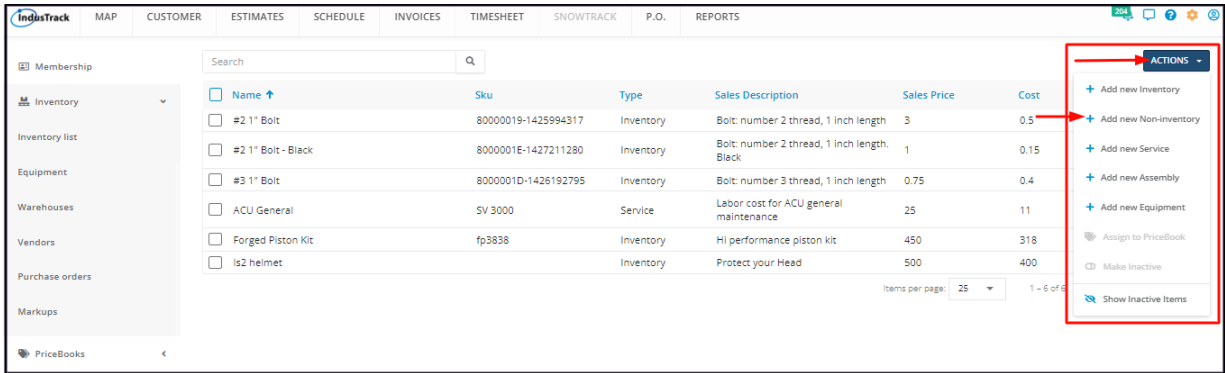 IndusTrack MAP CUSTOMER ESTIMATES SCHEDULE INVOICES TIMESHEET SNOWTRACK P.O. REPORTS 204
Membership
Inventory
Inventory list
Equipment
Warehouses
Vendors
Purchase orders
Markups
PriceBooks
Search
Name Sku Type Sales Description Sales Price Cost
#2 1" Bolt 80000019-1425994317 Inventory Bolt: number 2 thread, 1 inch length 3 0.5
#2 1" Bolt - Black 8000001E-1427211280 Inventory Bolt: number 2 thread, 1 inch length. 1 0.15
Black
#3 1" Bolt 8000001D-1426192795 Inventory Bolt: number 3 thread, 1 inch length 0.75 0.4
ACU General SV 3000 Service Labor cost for ACU general 25 11
maintenance
Forged Piston Kit fp3838 Inventory Hi performance piston kit 450 318
ls2 helmet Inventory Protect your Head 500 400
Items per page: 25 1 – 6 of 6
ACTIONS
Add new Inventory
Add new Non-inventory
Add new Service
Add new Assembly
Add new Equipment
Assign to PriceBook
Make Inactive
Show Inactive Items